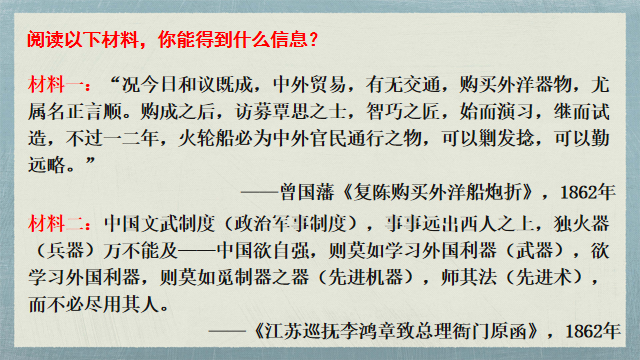 阅读以下材料，你能得到什么信息？
材料一：“况今日和议既成，中外贸易，有无交通，购买外洋器物，尤
属名正言顺。购成之后，访募覃思之士，智巧之匠，始而演习，继而试
造，不过一二年，火轮船必为中外官民通行之物，可以剿发捻，可以勤
远略。”
——曾国藩《复陈购买外洋船炮折》，1862年
材料二：中国文武制度（政治军事制度），事事远出西人之上，独火器
（兵器）万不能及——中国欲自强，则莫如学习外国利器（武器），欲
学习外国利器，则莫如觅制器之器（先进机器），师其法（先进术），
而不必尽用其人。
——《江苏巡抚李鸿章致总理衙门原函》，1862年